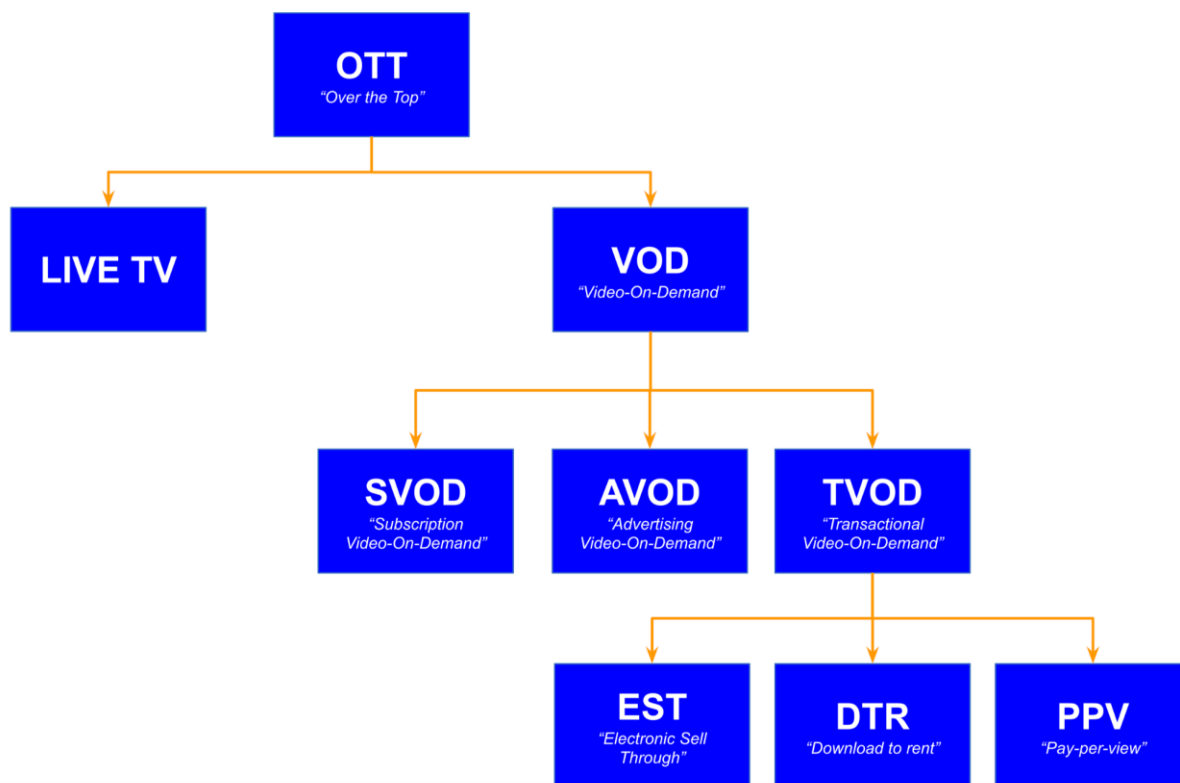 OTT
“Over the Top”
LIVE TV
VOD
“Video-On-Demand”
SVOD
“Subscription
Video-On-Demand”
AVOD
“Advertising
Video-On-Demand”
TVOD
“Transactional
Video-On-Demand”
EST
“Electronic Sell
Through”
DTR
“Download to rent”
PPV
“Pay-per-view”